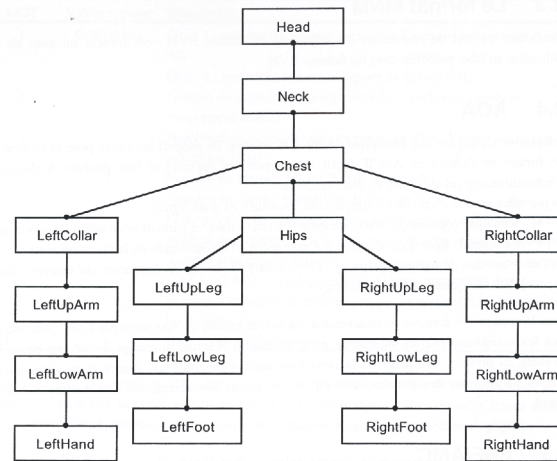 Head
Neck
Chest
LeftCollar
Hips
RightCollar
LeftUpLeg
RightUpLeg
LeftUpArm
RightUpArm
LeftLowLeg
RightLowLeg
LeftLowArm
RightLowArm
LeftFoot
RightFoot
LeftHand
RightHand